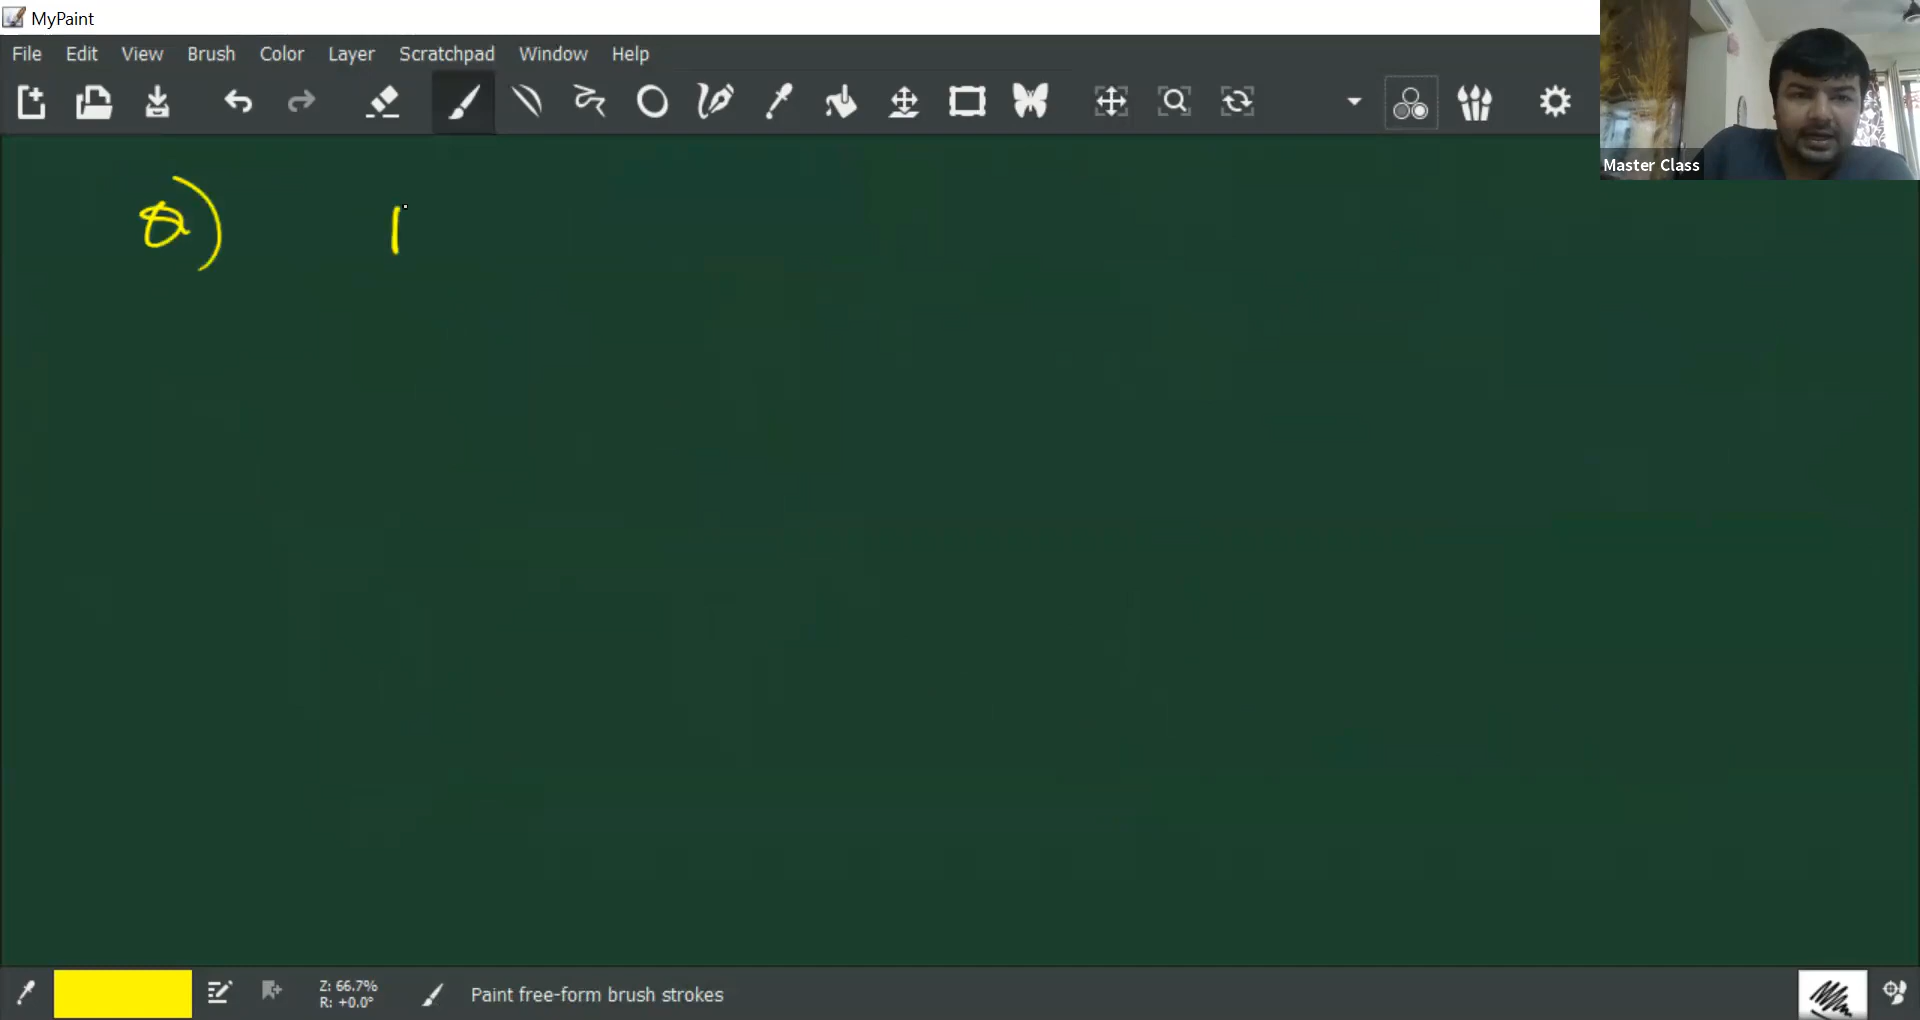 MyPaint
File Edit View Brush Color Layer Scratchpad Window Help
Master Class
Q) 1
Z: 66.7%
R: +0.0°
Paint free-form brush strokes